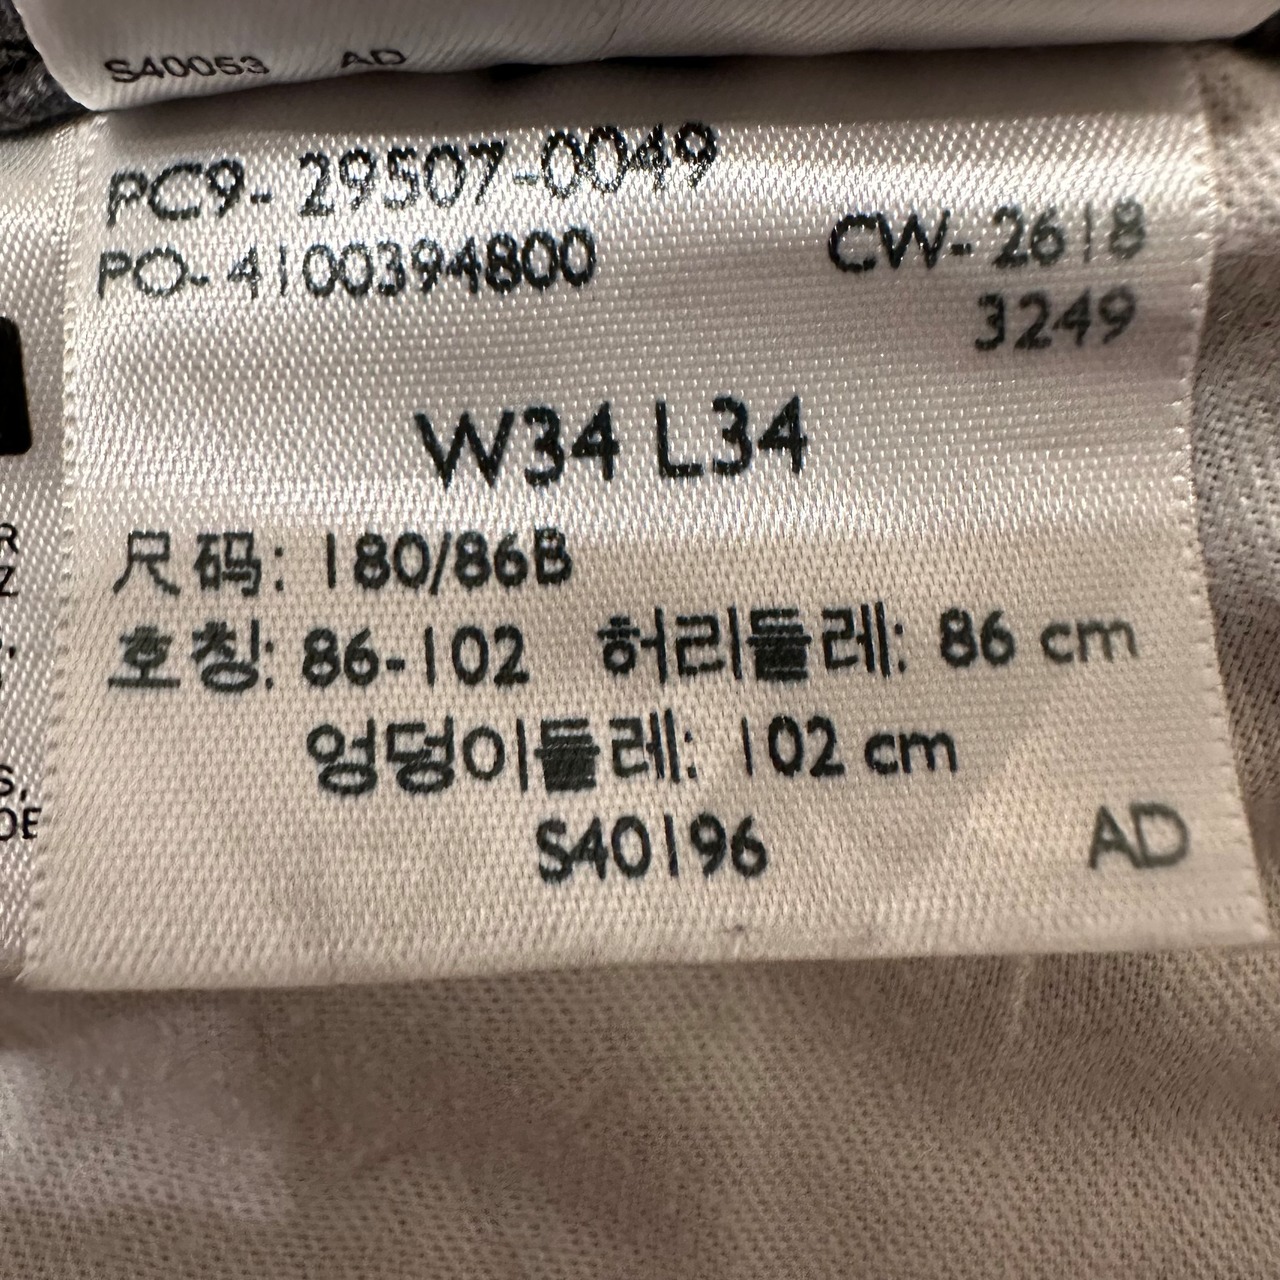 S40053 AD
PC9- 29507-0049
PO- 4100394800
CW- 2618
3249
W34 L34
尺码: 180/86B
호칭: 86-102 허리둘레: 86 cm
엉덩이둘레: 102 cm
S40196 AD
R
Z
S.
DE